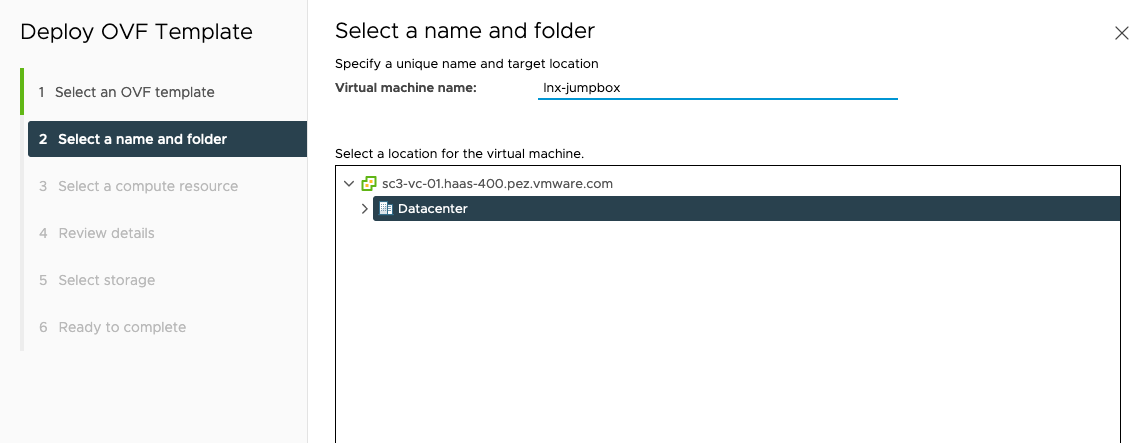 Deploy OVF Template
1 Select an OVF template
2 Select a name and folder
3 Select a compute resource
4 Review details
5 Select storage
6 Ready to complete
Select a name and folder
Specify a unique name and target location
Virtual machine name: lnx-jumpbox
Select a location for the virtual machine.
sc3-vc-01.haas-400.pez.vmware.com
Datacenter